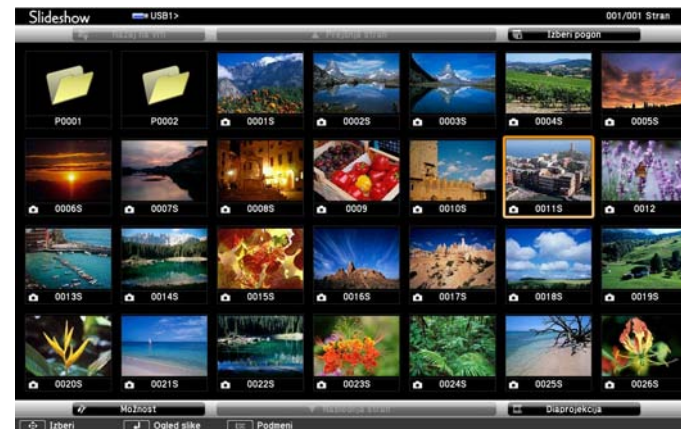 Slideshow USB1> 001/001 Stran
Nazaj na vrh Prejšnja stran Izberi pogon
P0001 P0002 0001S 0002S 0003S 0004S 0005S
0006S 0007S 0008S 0009 0010S 0011S 0012
0013S 0014S 0015S 0016S 0017S 0018S 0019S
0020S 0021S 0022S 0023S 0024S 0025S 0026S
Možnost Naslednja stran Diaprojekcija
Izberi Ogled slike Esc Podmeni